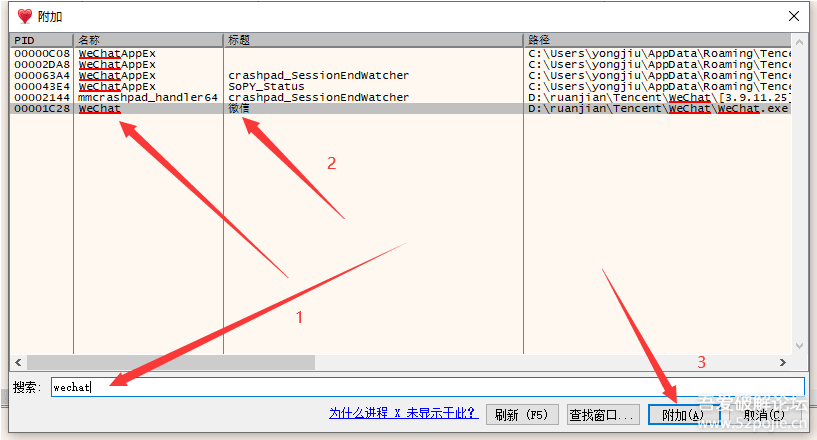 附加
PID 名称 标题 路径
00000C08 WeChatAppEx C:\Users\yongjiu\AppData\Roaming\Tence
00002DA8 WeChatAppEx C:\Users\yongjiu\AppData\Roaming\Tence
000063A4 WeChatAppEx crashpad_SessionEndWatcher C:\Users\yongjiu\AppData\Roaming\Tence
000043E4 WeChatAppEx SoPY_Status C:\Users\yongjiu\AppData\Roaming\Tence
00002144 mmcrashpad_handler64 crashpad_SessionEndWatcher D:\ruanjian\Tencent\WeChat\[3.9.11.25]
00001C28 WeChat 微信 D:\ruanjian\Tencent\WeChat\WeChat.exe
2
1
3
搜索: wechat
为什么进程 X 未显示于此? 刷新 (F5) 查找窗口... 附加(A) 取消(C)
吾爱破解论坛
www.52pojie.cn